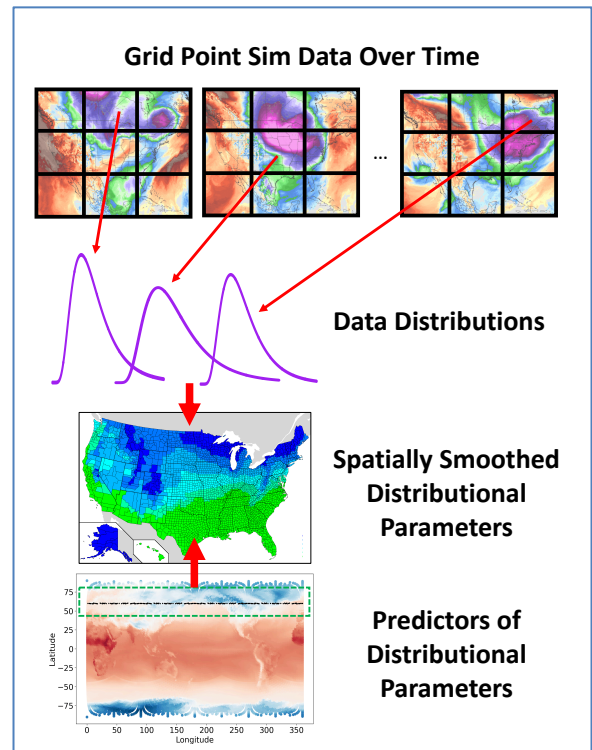 Grid Point Sim Data Over Time
...
Data Distributions
Spatially Smoothed
Distributional
Parameters
Predictors of
Distributional
Parameters
Latitude
75
50
25
0
−25
−50
−75
0 50 100 150 200 250 300 350
Longitude